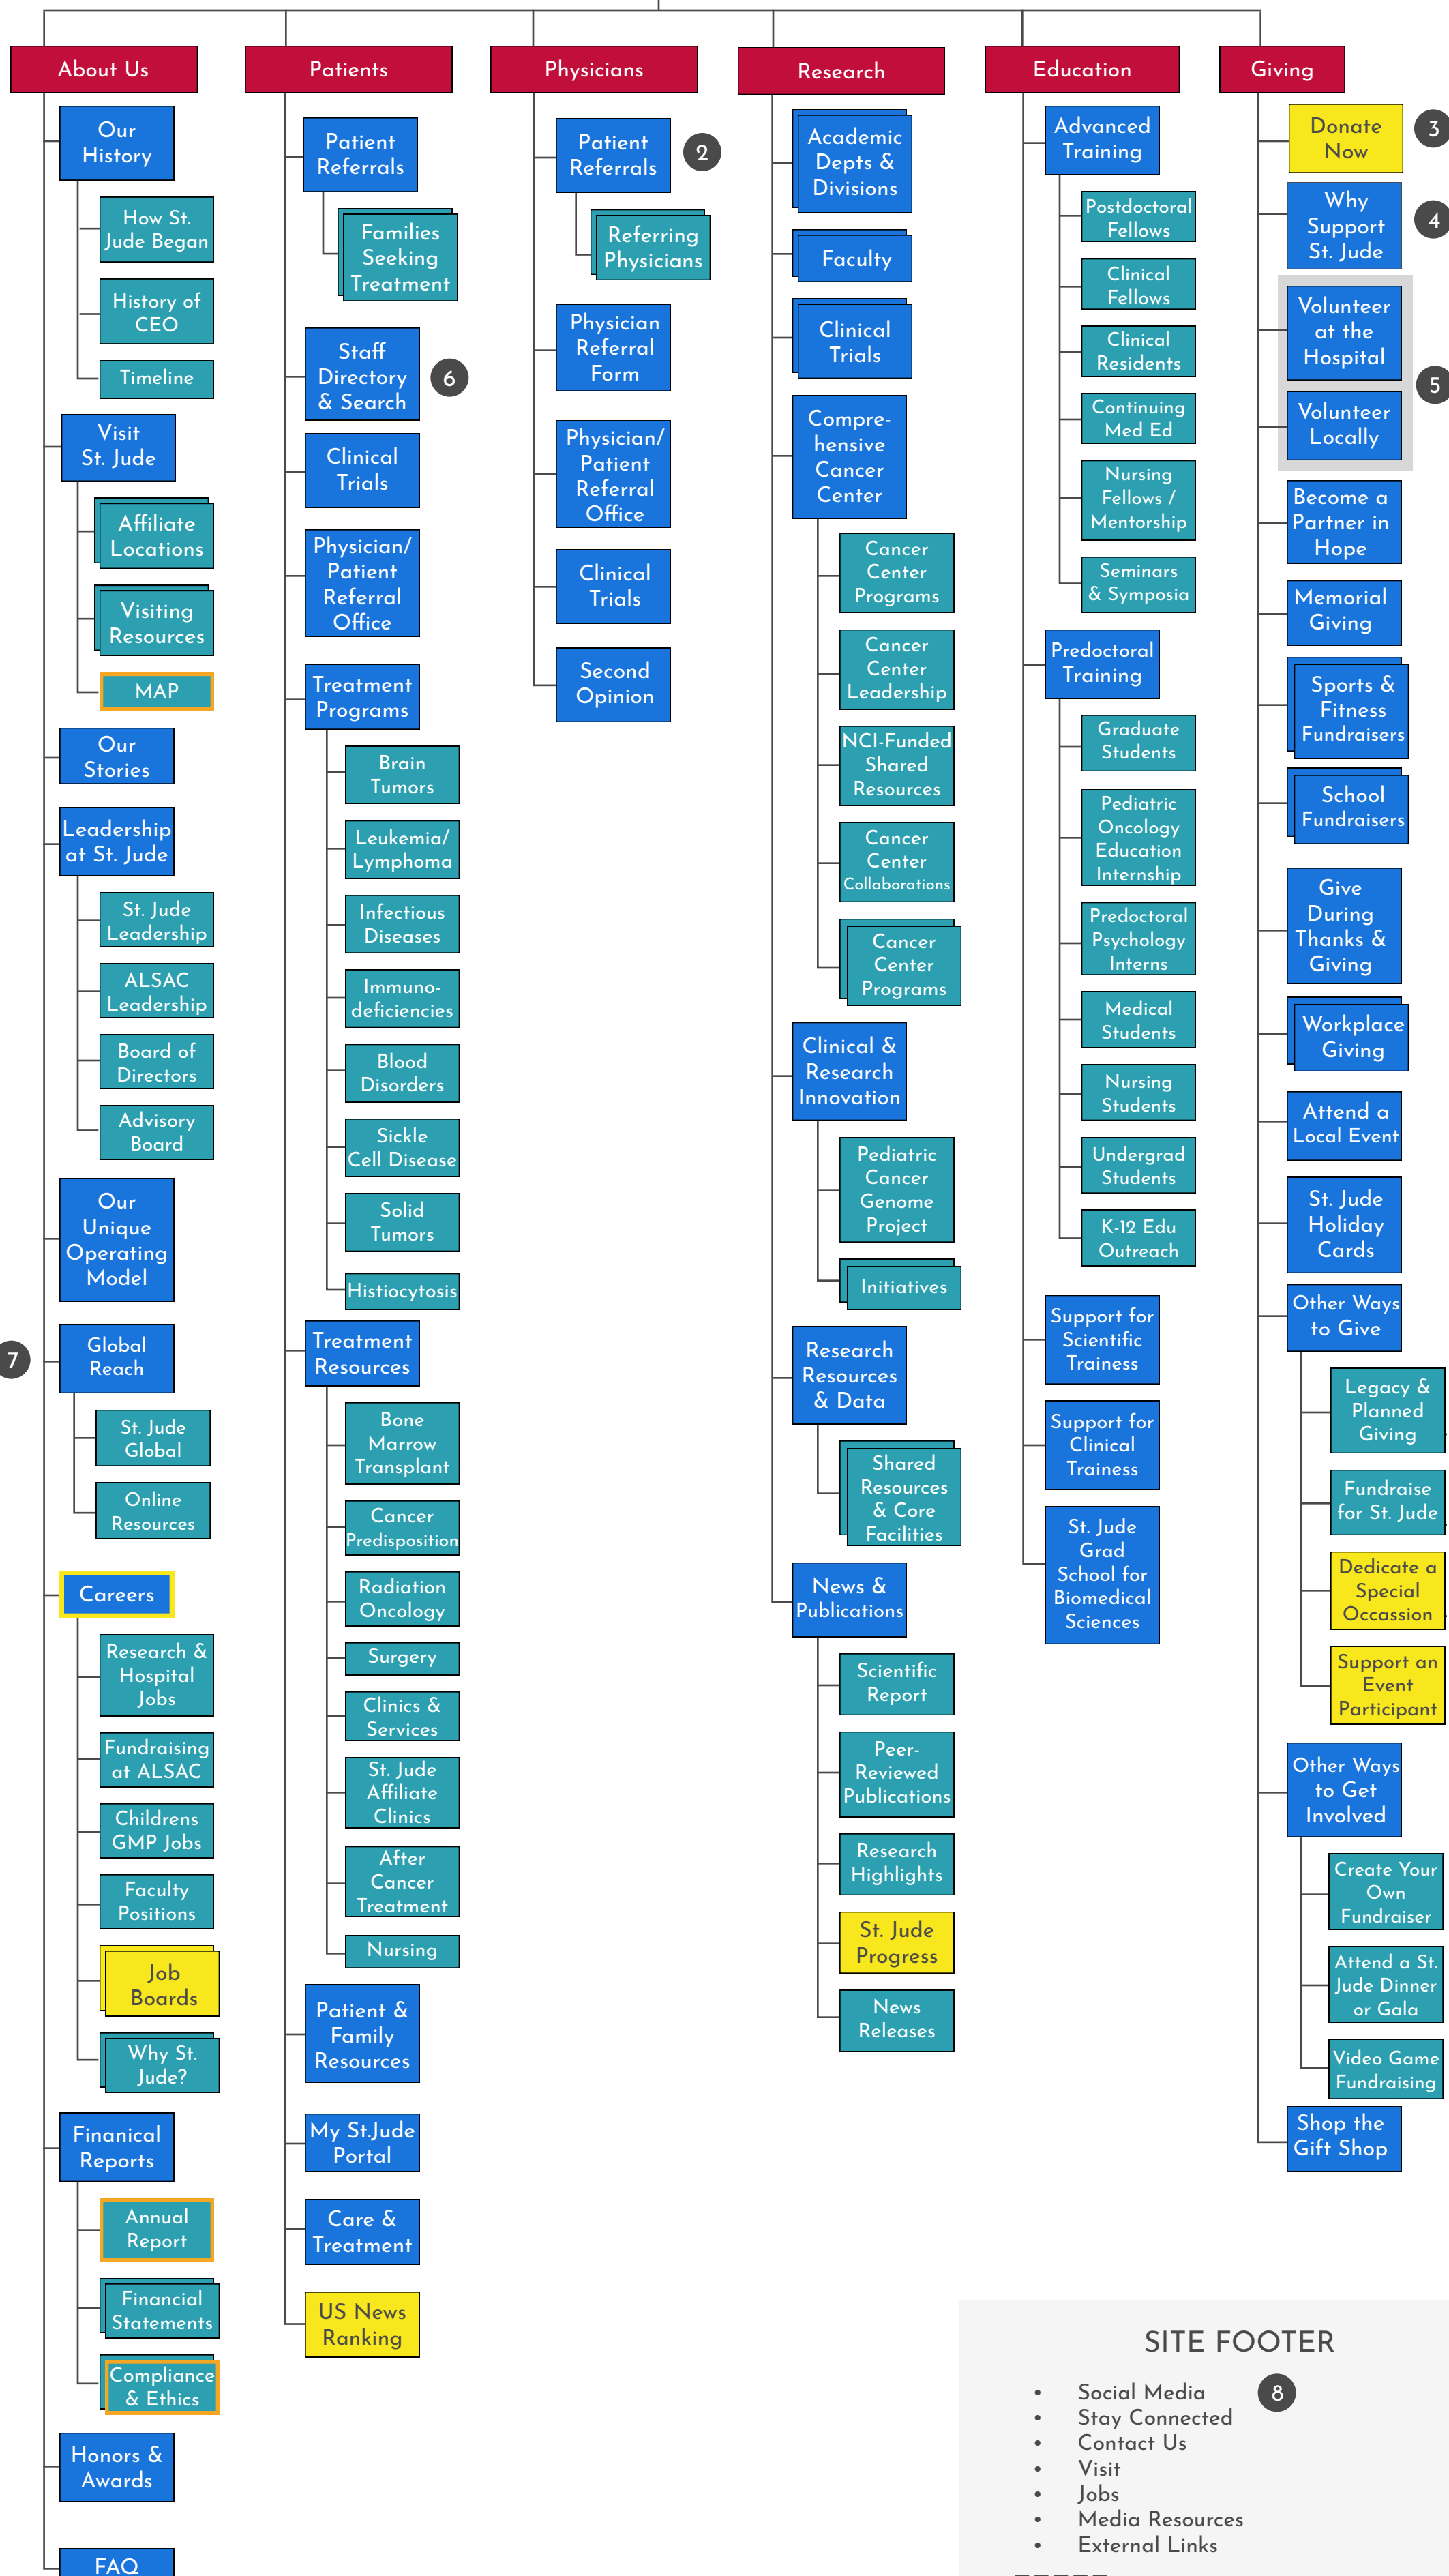 About Us
Our
History
How St.
Jude Began
History of
CEO
Timeline
Visit
St. Jude
Affiliate
Locations
Visiting
Resources
MAP
Our
Stories
Leadership
at St. Jude
St. Jude
Leadership
ALSAC
Leadership
Board of
Directors
Advisory
Board
Our
Unique
Operating
Model
7
Global
Reach
St. Jude
Global
Online
Resources
Careers
Research &
Hospital
Jobs
Fundraising
at ALSAC
Childrens
GMP Jobs
Faculty
Positions
Job
Boards
Why St.
Jude?
Finanical
Reports
Annual
Report
Financial
Statements
Compliance
& Ethics
Honors &
Awards
FAQ
Patients
Patient
Referrals
Families
Seeking
Treatment
Staff
Directory
& Search
6
Clinical
Trials
Physician/
Patient
Referral
Office
Treatment
Programs
Brain
Tumors
Leukemia/
Lymphoma
Infectious
Diseases
Immuno-
deficiencies
Blood
Disorders
Sickle
Cell Disease
Solid
Tumors
Histiocytosis
Treatment
Resources
Bone
Marrow
Transplant
Cancer
Predisposition
Radiation
Oncology
Surgery
Clinics &
Services
St. Jude
Affiliate
Clinics
After
Cancer
Treatment
Nursing
Patient &
Family
Resources
My St.Jude
Portal
Care &
Treatment
US News
Ranking
Physicians
Patient
Referrals
2
Referring
Physicians
Physician
Referral
Form
Physician/
Patient
Referral
Office
Clinical
Trials
Second
Opinion
Research
Academic
Depts &
Divisions
Faculty
Clinical
Trials
Compre-
hensive
Cancer
Center
Cancer
Center
Programs
Cancer
Center
Leadership
NCI-Funded
Shared
Resources
Cancer
Center
Collaborations
Cancer
Center
Programs
Clinical &
Research
Innovation
Pediatric
Cancer
Genome
Project
Initiatives
Research
Resources
& Data
Shared
Resources
& Core
Facilities
News &
Publications
Scientific
Report
Peer-
Reviewed
Publications
Research
Highlights
St. Jude
Progress
News
Releases
Education
Advanced
Training
Postdoctoral
Fellows
Clinical
Fellows
Clinical
Residents
Continuing
Med Ed
Nursing
Fellows /
Mentorship
Seminars
& Symposia
Predoctoral
Training
Graduate
Students
Pediatric
Oncology
Education
Internship
Predoctoral
Psychology
Interns
Medical
Students
Nursing
Students
Undergrad
Students
K-12 Edu
Outreach
Support for
Scientific
Trainess
Support for
Clinical
Trainess
St. Jude
Grad
School for
Biomedical
Sciences
Giving
Donate
Now
3
Why
Support
St. Jude
4
Volunteer
at the
Hospital
5
Volunteer
Locally
Become a
Partner in
Hope
Memorial
Giving
Sports &
Fitness
Fundraisers
School
Fundraisers
Give
During
Thanks &
Giving
Workplace
Giving
Attend a
Local Event
St. Jude
Holiday
Cards
Other Ways
to Give
Legacy &
Planned
Giving
Fundraise
for St. Jude
Dedicate a
Special
Occassion
Support an
Event
Participant
Other Ways
to Get
Involved
Create Your
Own
Fundraiser
Attend a St.
Jude Dinner
or Gala
Video Game
Fundraising
Shop the
Gift Shop
SITE FOOTER
• Social Media
8
• Stay Connected
• Contact Us
• Visit
• Jobs
• Media Resources
• External Links